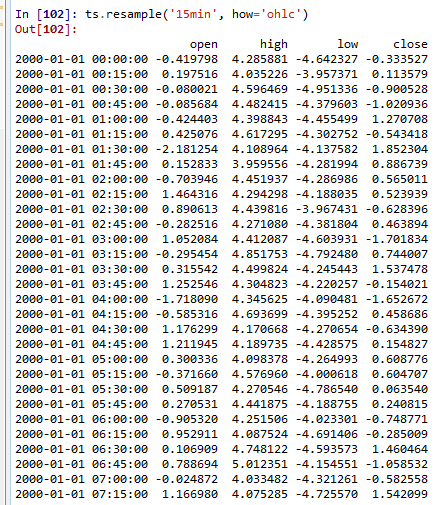 In [102]: ts.resample('15min', how='ohlc')
Out[102]:
open high low close
2000-01-01 00:00:00 -0.419798 4.285881 -4.642327 -0.333527
2000-01-01 00:15:00 0.197516 4.035226 -3.957371 0.113579
2000-01-01 00:30:00 -0.080021 4.596469 -4.951336 -0.900528
2000-01-01 00:45:00 -0.085684 4.482415 -4.379603 -1.020936
2000-01-01 01:00:00 -0.424403 4.398843 -4.455499 1.270708
2000-01-01 01:15:00 0.425076 4.617295 -4.302752 -0.543418
2000-01-01 01:30:00 -2.181254 4.108964 -4.137582 1.852304
2000-01-01 01:45:00 0.152833 3.959556 -4.281994 0.886739
2000-01-01 02:00:00 -0.703946 4.451937 -4.286986 0.565011
2000-01-01 02:15:00 1.464316 4.294298 -4.188035 0.523939
2000-01-01 02:30:00 0.890613 4.439816 -3.967431 -0.628396
2000-01-01 02:45:00 -0.282516 4.271080 -4.381804 0.463894
2000-01-01 03:00:00 1.052084 4.412087 -4.603931 -1.701834
2000-01-01 03:15:00 -0.295454 4.851753 -4.792480 0.744007
2000-01-01 03:30:00 0.315542 4.499824 -4.245443 1.537478
2000-01-01 03:45:00 1.252546 4.304823 -4.220257 -0.154021
2000-01-01 04:00:00 -1.718090 4.345625 -4.090481 -1.652672
2000-01-01 04:15:00 -0.585316 4.693699 -4.395252 0.458686
2000-01-01 04:30:00 1.176299 4.170668 -4.270654 -0.634390
2000-01-01 04:45:00 1.211945 4.189735 -4.428575 0.154827
2000-01-01 05:00:00 0.300336 4.098378 -4.264993 0.608776
2000-01-01 05:15:00 -0.371660 4.576960 -4.000618 0.604707
2000-01-01 05:30:00 0.509187 4.270546 -4.786540 0.063540
2000-01-01 05:45:00 0.270531 4.441875 -4.188755 0.240815
2000-01-01 06:00:00 -0.905320 4.251506 -4.023301 -0.748771
2000-01-01 06:15:00 0.952911 4.087524 -4.691406 -0.285009
2000-01-01 06:30:00 0.106909 4.748122 -4.593573 1.460464
2000-01-01 06:45:00 0.788694 5.012351 -4.154551 -1.058532
2000-01-01 07:00:00 -0.024872 4.033482 -4.321261 -0.582558
2000-01-01 07:15:00 1.166980 4.075285 -4.725570 1.542099